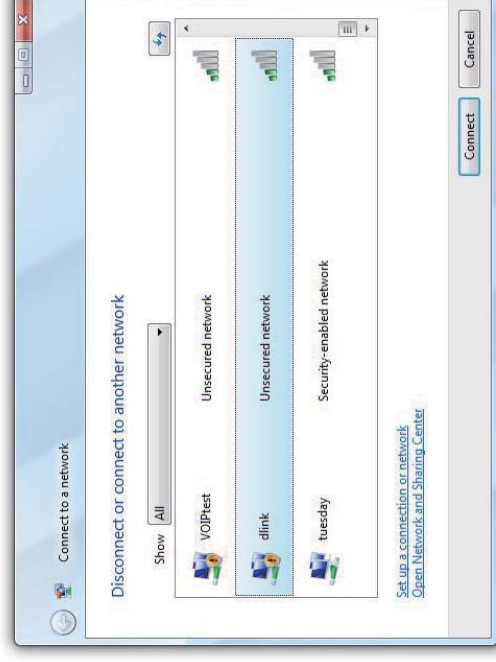 Connect to a network
Disconnect or connect to another network
Show All
VOIPtest Unsecured network
dlink Unsecured network
tuesday Security-enabled network
Set up a connection or network
Open Network and Sharing Center
Connect Cancel